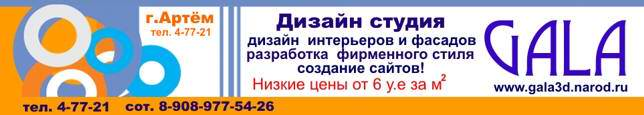 г.Артём
тел. 4-77-21
Дизайн студия
дизайн интерьеров и фасадов
разработка фирменного стиля
создание сайтов!
Низкие цены от 6 у.е за м²
GALA
www.gala3d.narod.ru
тел. 4-77-21 сот. 8-908-977-54-26